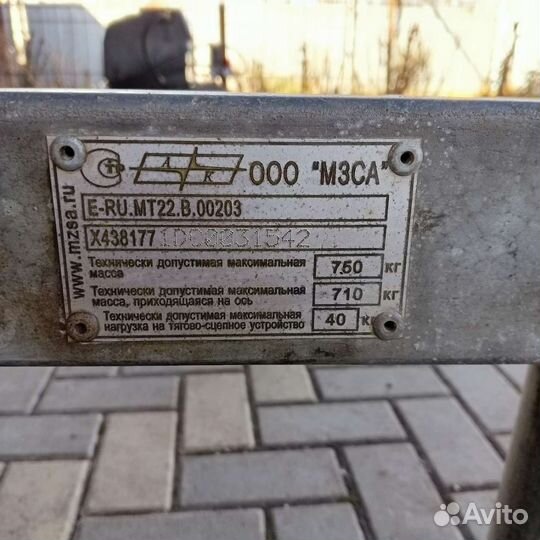 ООО "МЗСА"
www.mzsa.ru
E-RU.MT22.B.00203
X438177
Технически допустимая максимальная масса 750 кг
Технически допустимая максимальная масса, приходящаяся на ось 710 кг
Технически допустимая максимальная нагрузка на тягово-сцепное устройство 40
Avito